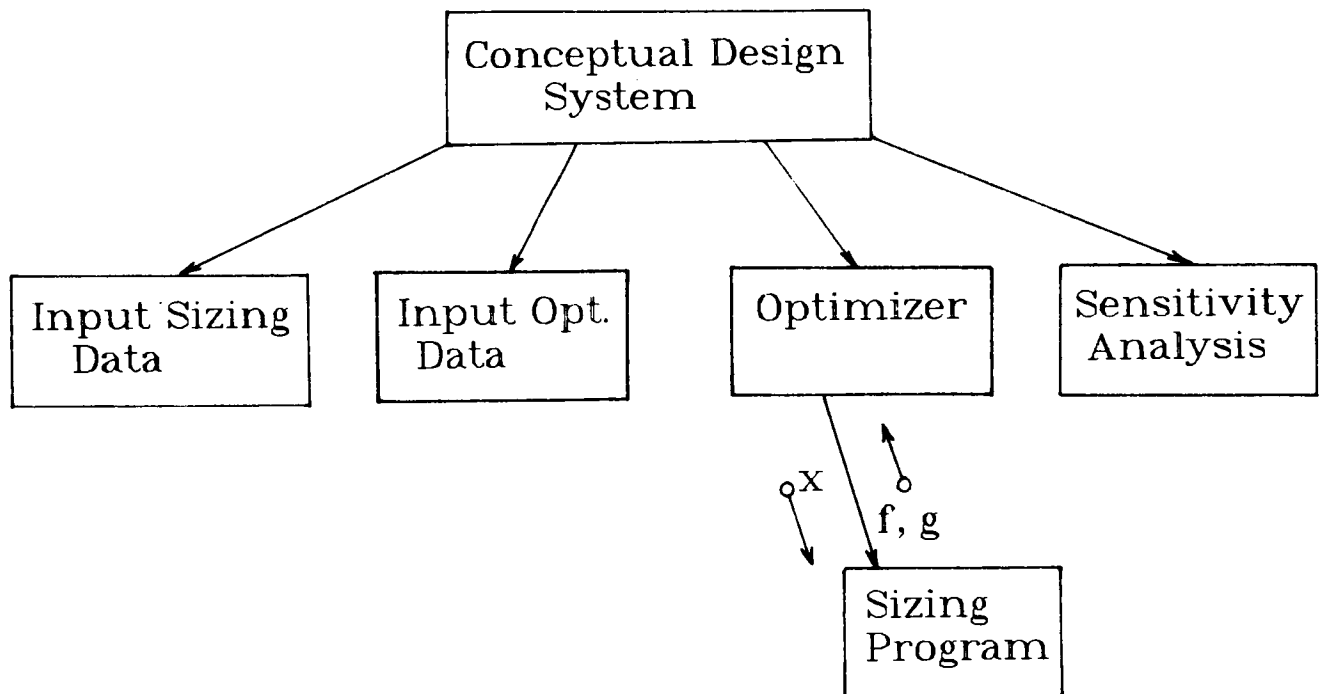 Conceptual Design
System
Input Sizing
Data
Input Opt.
Data
Optimizer
Sensitivity
Analysis
x
f, g
Sizing
Program